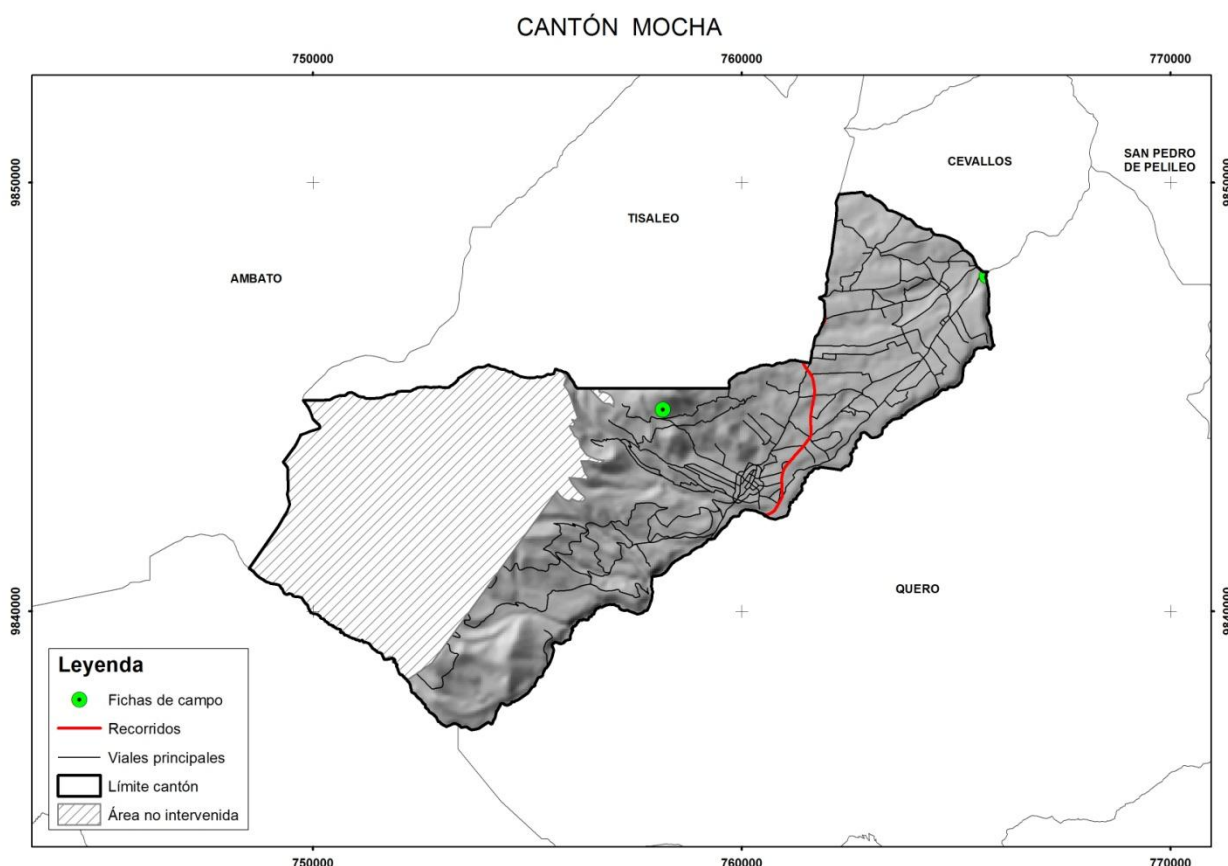 CANTÓN MOCHA
750000
760000
770000
9850000
9850000
CEVALLOS
SAN PEDRO
DE PELILEO
TISALEO
AMBATO
QUERO
9840000
9840000
Leyenda
Fichas de campo
Recorridos
Viales principales
Límite cantón
Área no intervenida
750000
760000
770000